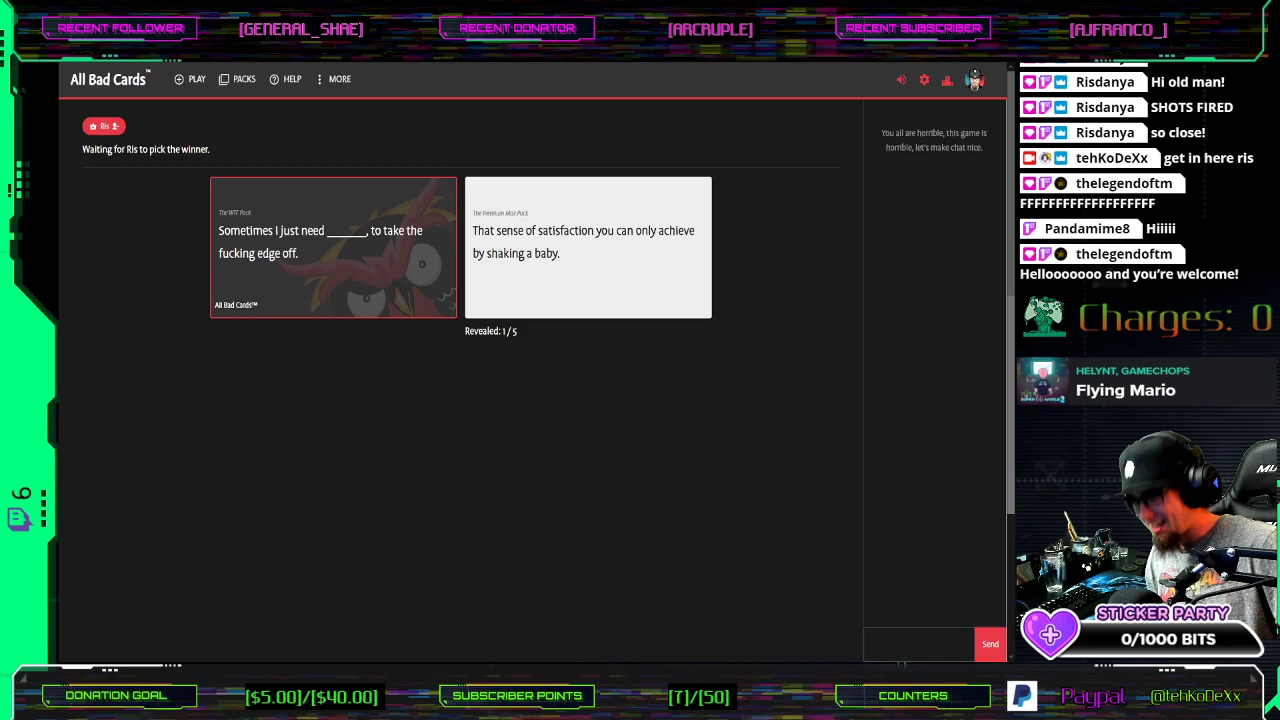 RECENT FOLLOWER
[GENERAL_SHAE]
RECENT DONATOR
[ARCRUPLE]
RECENT SUBSCRIBER
[AJFRANCO_]
All Bad Cards™
PLAY
PACKS
HELP
MORE
Ris
Waiting for Ris to pick the winner.
The WTF Pack
Sometimes I just need ______, to take the
fucking edge off.
All Bad Cards™
The Premium Max Pack
That sense of satisfaction you can only achieve
by shaking a baby.
Revealed: 1 / 5
You all are horrible, this game is
horrible, let's make chat nice.
Send
Risdanya Hi old man!
Risdanya SHOTS FIRED
Risdanya so close!
tehKoDeXx get in here ris
thelegendoftm
FFFFFFFFFFFFFFFFFFF
Pandamime8 Hiiiii
thelegendoftm
Hellooooooo and you're welcome!
Charges: 0
HELYNT, GAMECHOPS
Flying Mario
STICKER PARTY
0/1000 BITS
6
DONATION GOAL
[$5.00]/[$40.00]
SUBSCRIBER POINTS
[7]/[50]
COUNTERS
Paypal
@tehKoDeXx